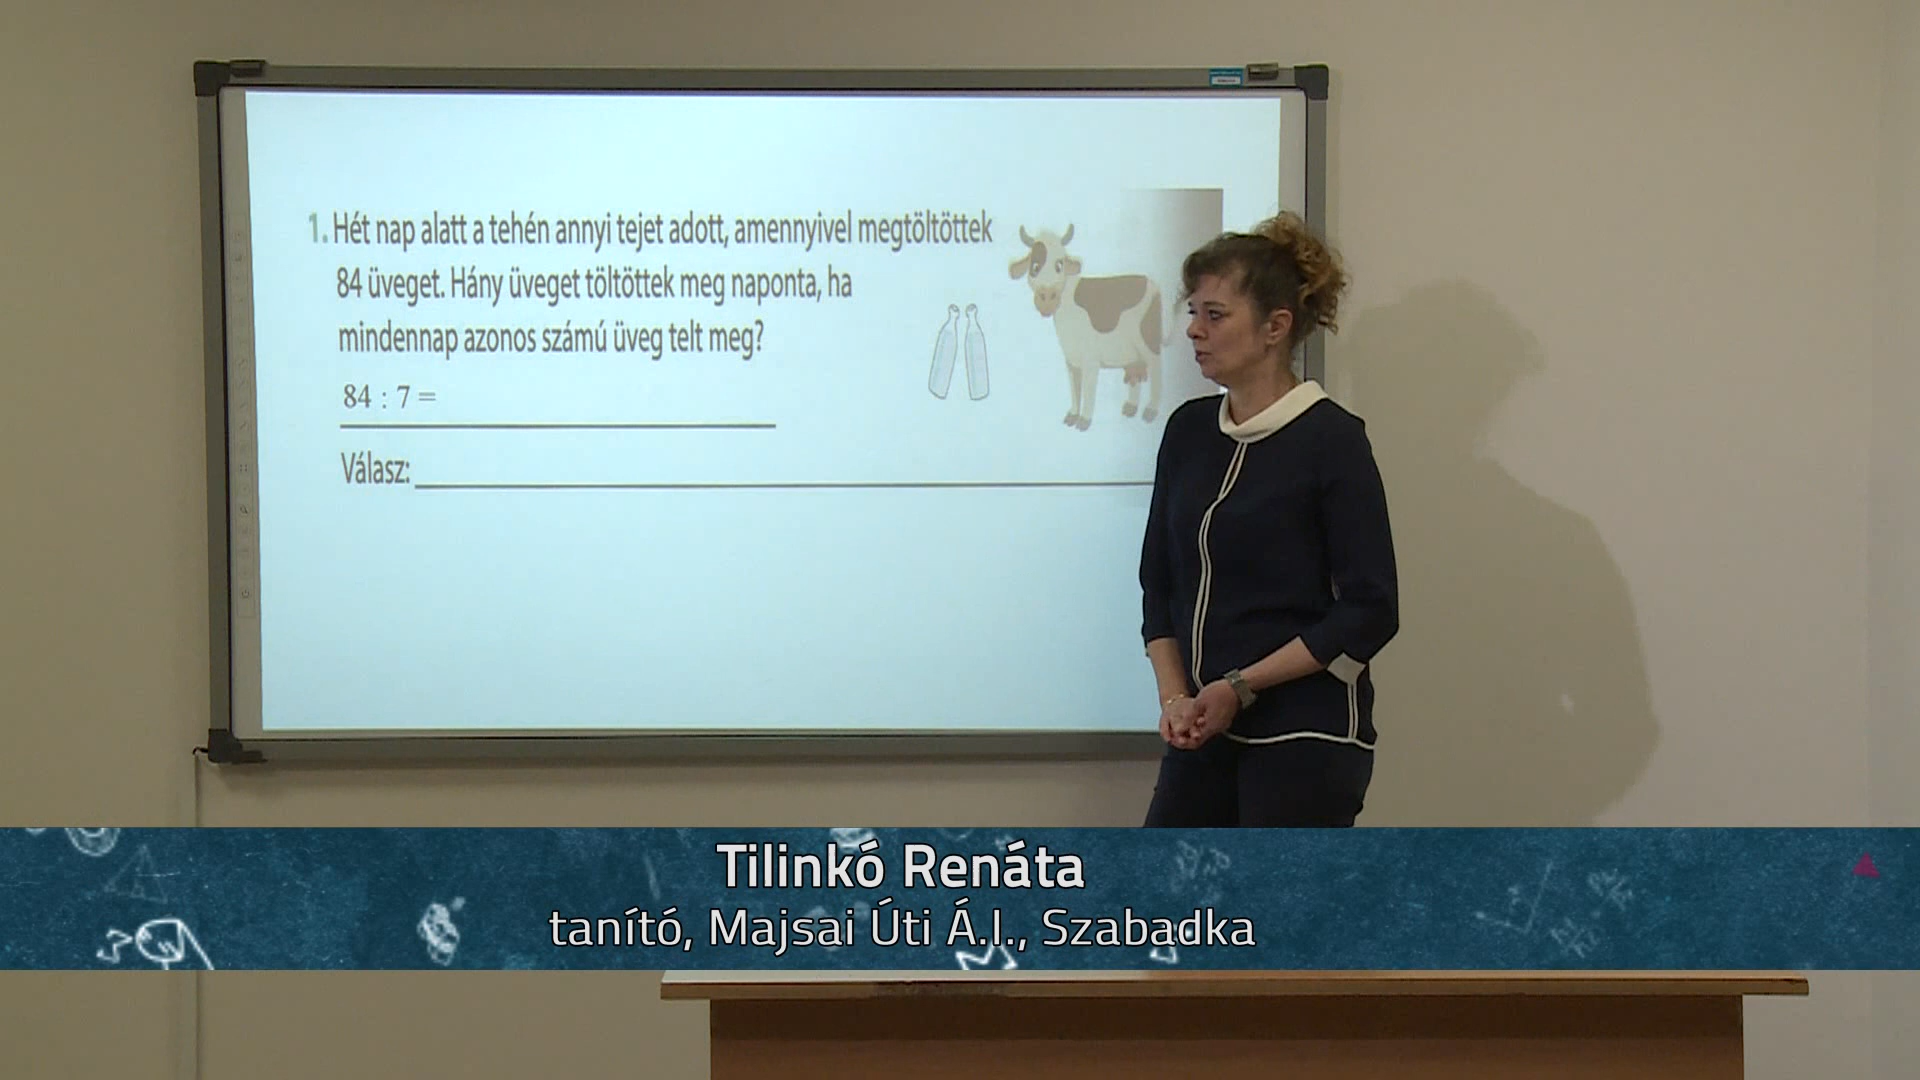 1. Hét nap alatt a tehén annyi tejet adott, amennyivel megtöltöttek
84 üveget. Hány üveget töltöttek meg naponta, ha
mindennap azonos számú üveg telt meg?
84 : 7 =
Válasz:
Tilinkó Renáta
tanító, Majsai Úti Á.I., Szabadka